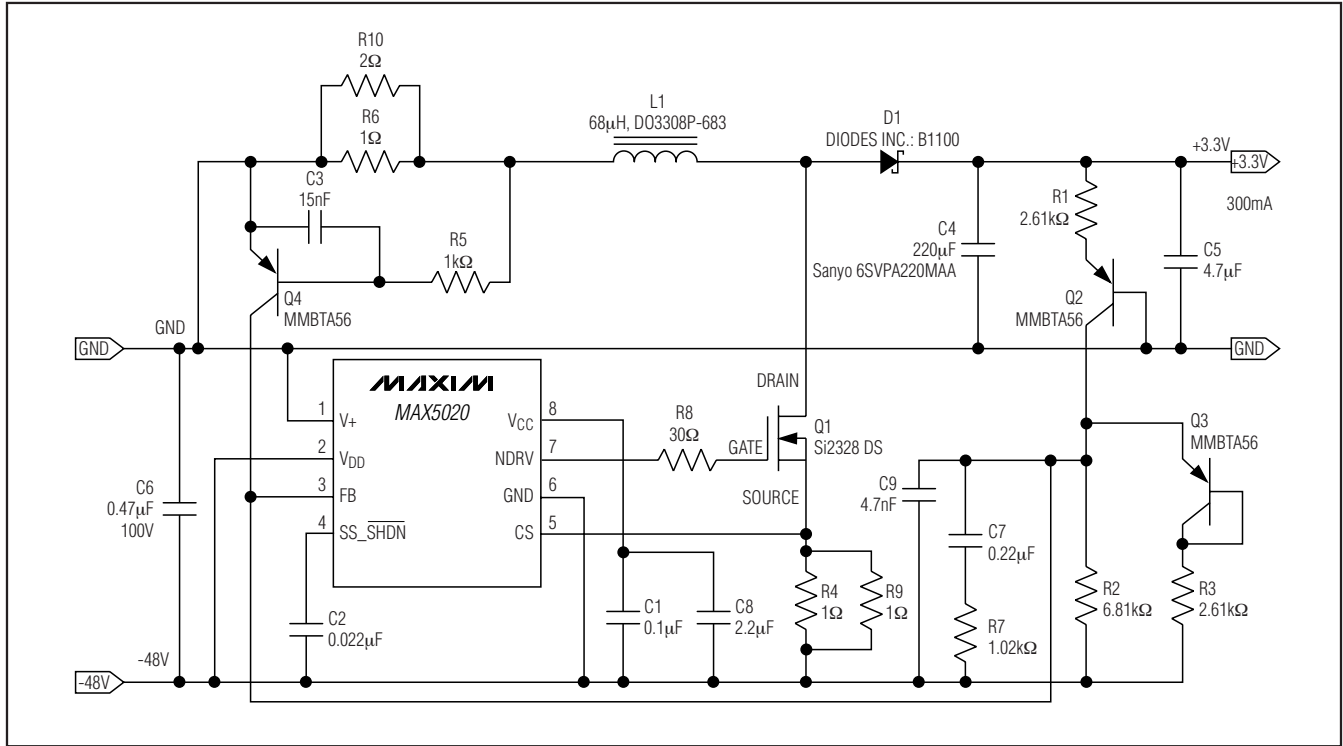 R10
2Ω
R6
1Ω
C3
15nF
R5
1kΩ
Q4
MMBTA56
L1
68µH, DO3308P-683
D1
DIODES INC.: B1100
+3.3V
+3.3V
300mA
R1
2.61kΩ
C4
220µF
Sanyo 6SVPA220MAA
C5
4.7µF
Q2
MMBTA56
GND
GND
GND
MAXIM
MAX5020
1
V+
2
VDD
3
FB
4
SS_SHDN
8
VCC
7
NDRV
6
GND
5
CS
R8
30Ω
DRAIN
GATE
Q1
Si2328 DS
SOURCE
Q3
MMBTA56
C6
0.47µF
100V
C9
4.7nF
C7
0.22µF
C2
0.022µF
C1
0.1µF
C8
2.2µF
R4
1Ω
R9
1Ω
R7
1.02kΩ
R2
6.81kΩ
R3
2.61kΩ
-48V
-48V